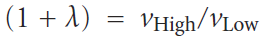 (1 + λ) = νHigh/νLow